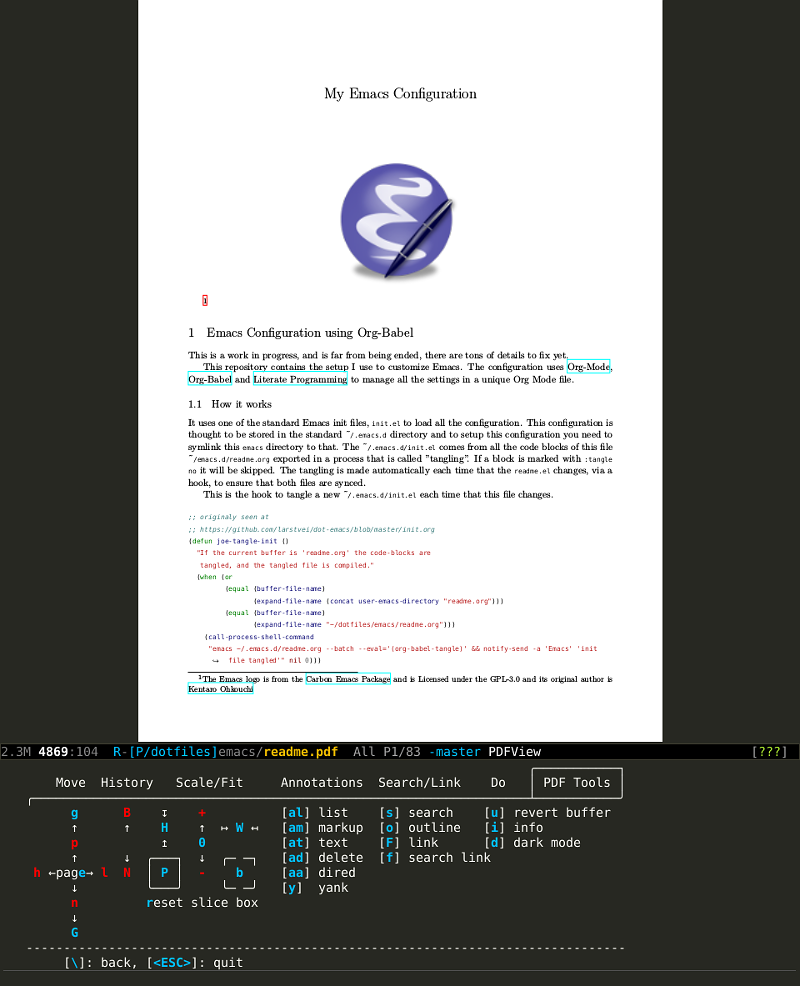 My Emacs Configuration
1
1 Emacs Configuration using Org-Babel
This is a work in progress, and is far from being ended, there are tons of details to fix yet.
This repository contains the setup I use to customize Emacs. The configuration uses Org-Mode,
Org-Babel and Literate Programming to manage all the settings in a unique Org Mode file.
1.1 How it works
It uses one of the standard Emacs init files, init.el to load all the configuration. This configuration is
thought to be stored in the standard ~/.emacs.d directory and to setup this configuration you need to
symlink this emacs directory to that. The ~/.emacs.d/init.el comes from all the code blocks of this file
~/emacs.d/readme.org exported in a process that is called "tangling". If a block is marked with :tangle
no it will be skipped. The tangling is made automatically each time that the readme.el changes, via a
hook, to ensure that both files are synced.
This is the hook to tangle a new ~/.emacs.d/init.el each time that this file changes.
;; originaly seen at
;; https://github.com/larstvei/dot-emacs/blob/master/init.org
(defun joe-tangle-init ()
"If the current buffer is 'readme.org' the code-blocks are
tangled, and the tangled file is compiled."
(when (or
(equal (buffer-file-name)
(expand-file-name (concat user-emacs-directory "readme.org")))
(equal (buffer-file-name)
(expand-file-name "~/dotfiles/emacs/readme.org")))
(call-process-shell-command
"emacs ~/.emacs.d/readme.org --batch --eval='(org-babel-tangle)' && notify-send -a 'Emacs' 'init
↪ file tangled'" nil 0)))
1The Emacs logo is from the Carbon Emacs Package and is Licensed under the GPL-3.0 and its original author is
Kentaro Ohkouchi
2.3M 4869:104 R-[P/dotfiles]emacs/readme.pdf All P1/83 -master PDFView [???]
Move History Scale/Fit Annotations Search/Link Do PDF Tools
g B ↧ + [al] list [s] search [u] revert buffer
↑ ↑ H ↑ ↦ W ↤ [am] markup [o] outline [i] info
p ↥ 0 [at] text [F] link [d] dark mode
↑ ↓ ↓ [ad] delete [f] search link
h ←page→ l N P - b [aa] dired
↓ [y] yank
n reset slice box
↓
G
[\]: back, [<ESC>]: quit